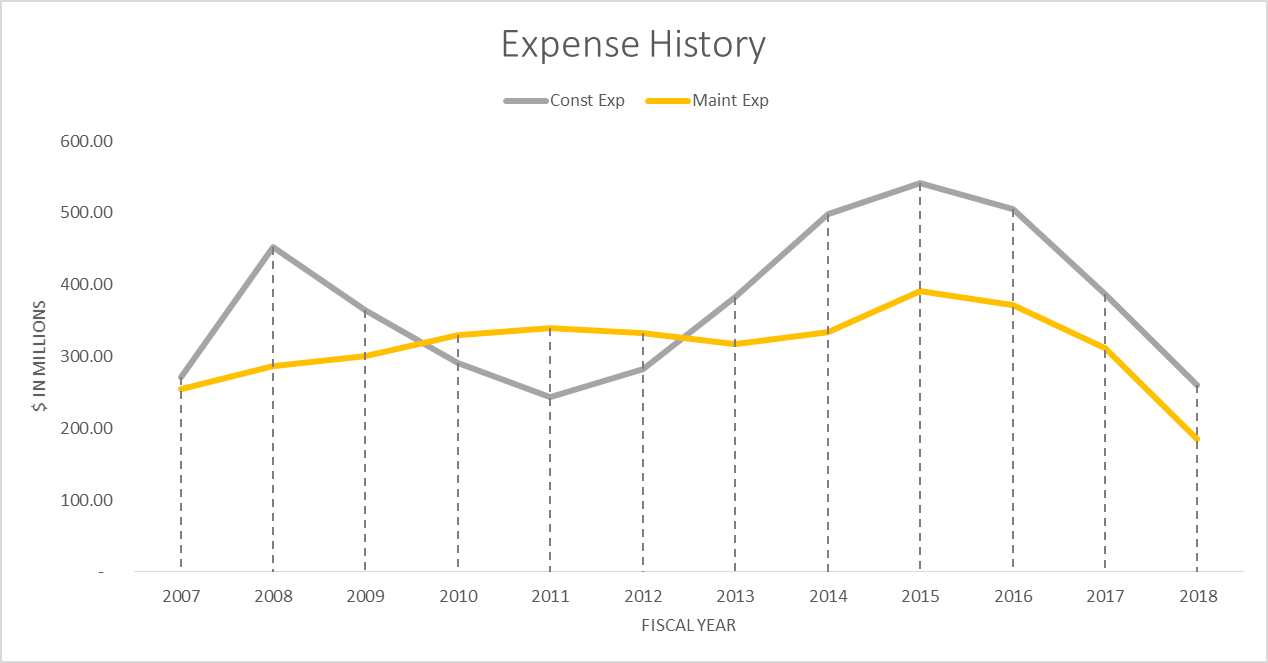 Expense History
Const Exp Maint Exp
600.00
500.00
400.00
300.00
200.00
100.00
-
$ IN MILLIONS
2007 2008 2009 2010 2011 2012 2013 2014 2015 2016 2017 2018
FISCAL YEAR